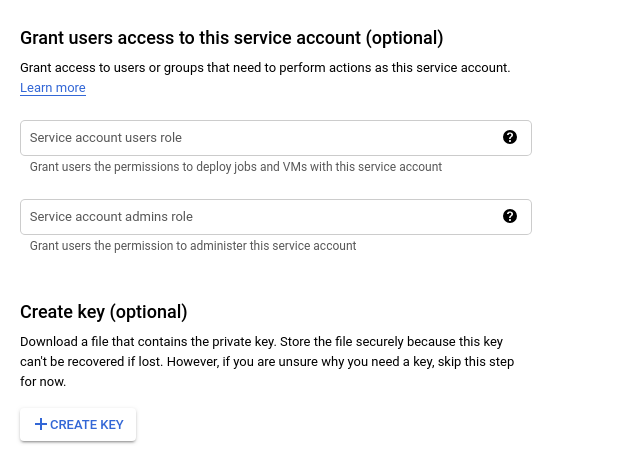 Grant users access to this service account (optional)
Grant access to users or groups that need to perform actions as this service account.
Learn more
Service account users role
Grant users the permissions to deploy jobs and VMs with this service account
Service account admins role
Grant users the permission to administer this service account
Create key (optional)
Download a file that contains the private key. Store the file securely because this key
can't be recovered if lost. However, if you are unsure why you need a key, skip this step
for now.
+ CREATE KEY